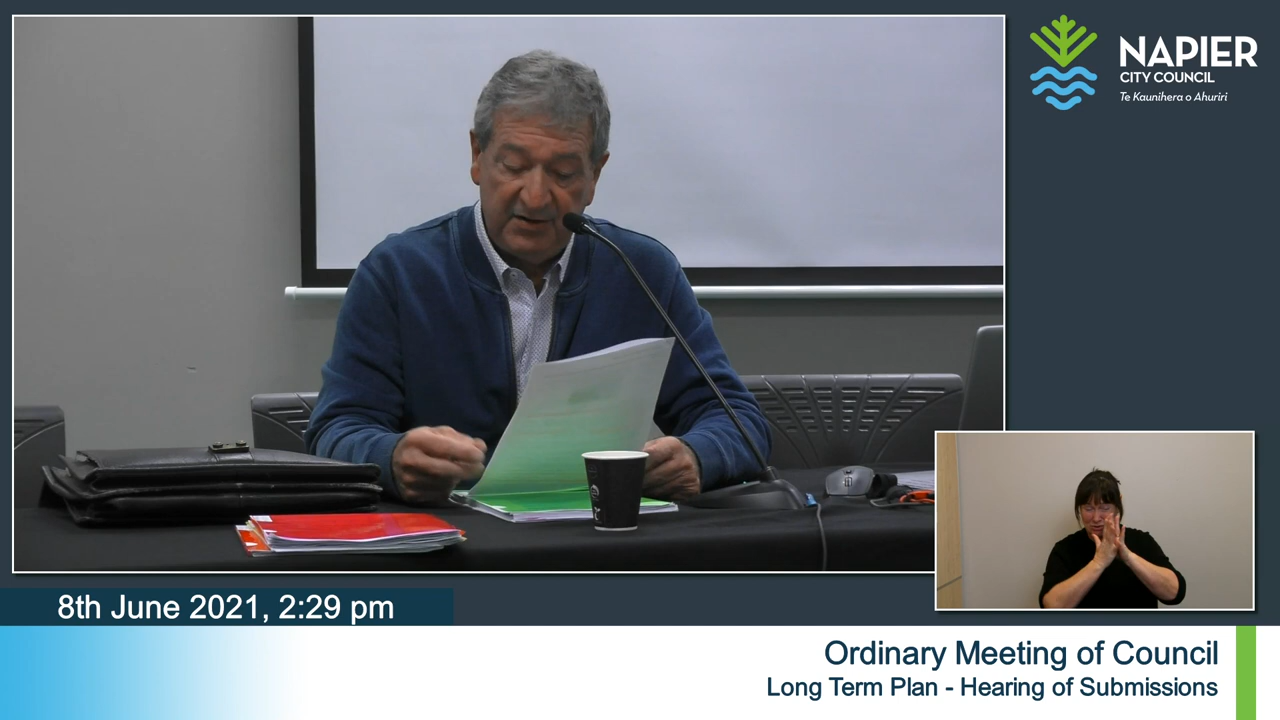 NAPIER
CITY COUNCIL
Te Kaunihera o Ahuriri
8th June 2021, 2:29 pm
Ordinary Meeting of Council
Long Term Plan - Hearing of Submissions